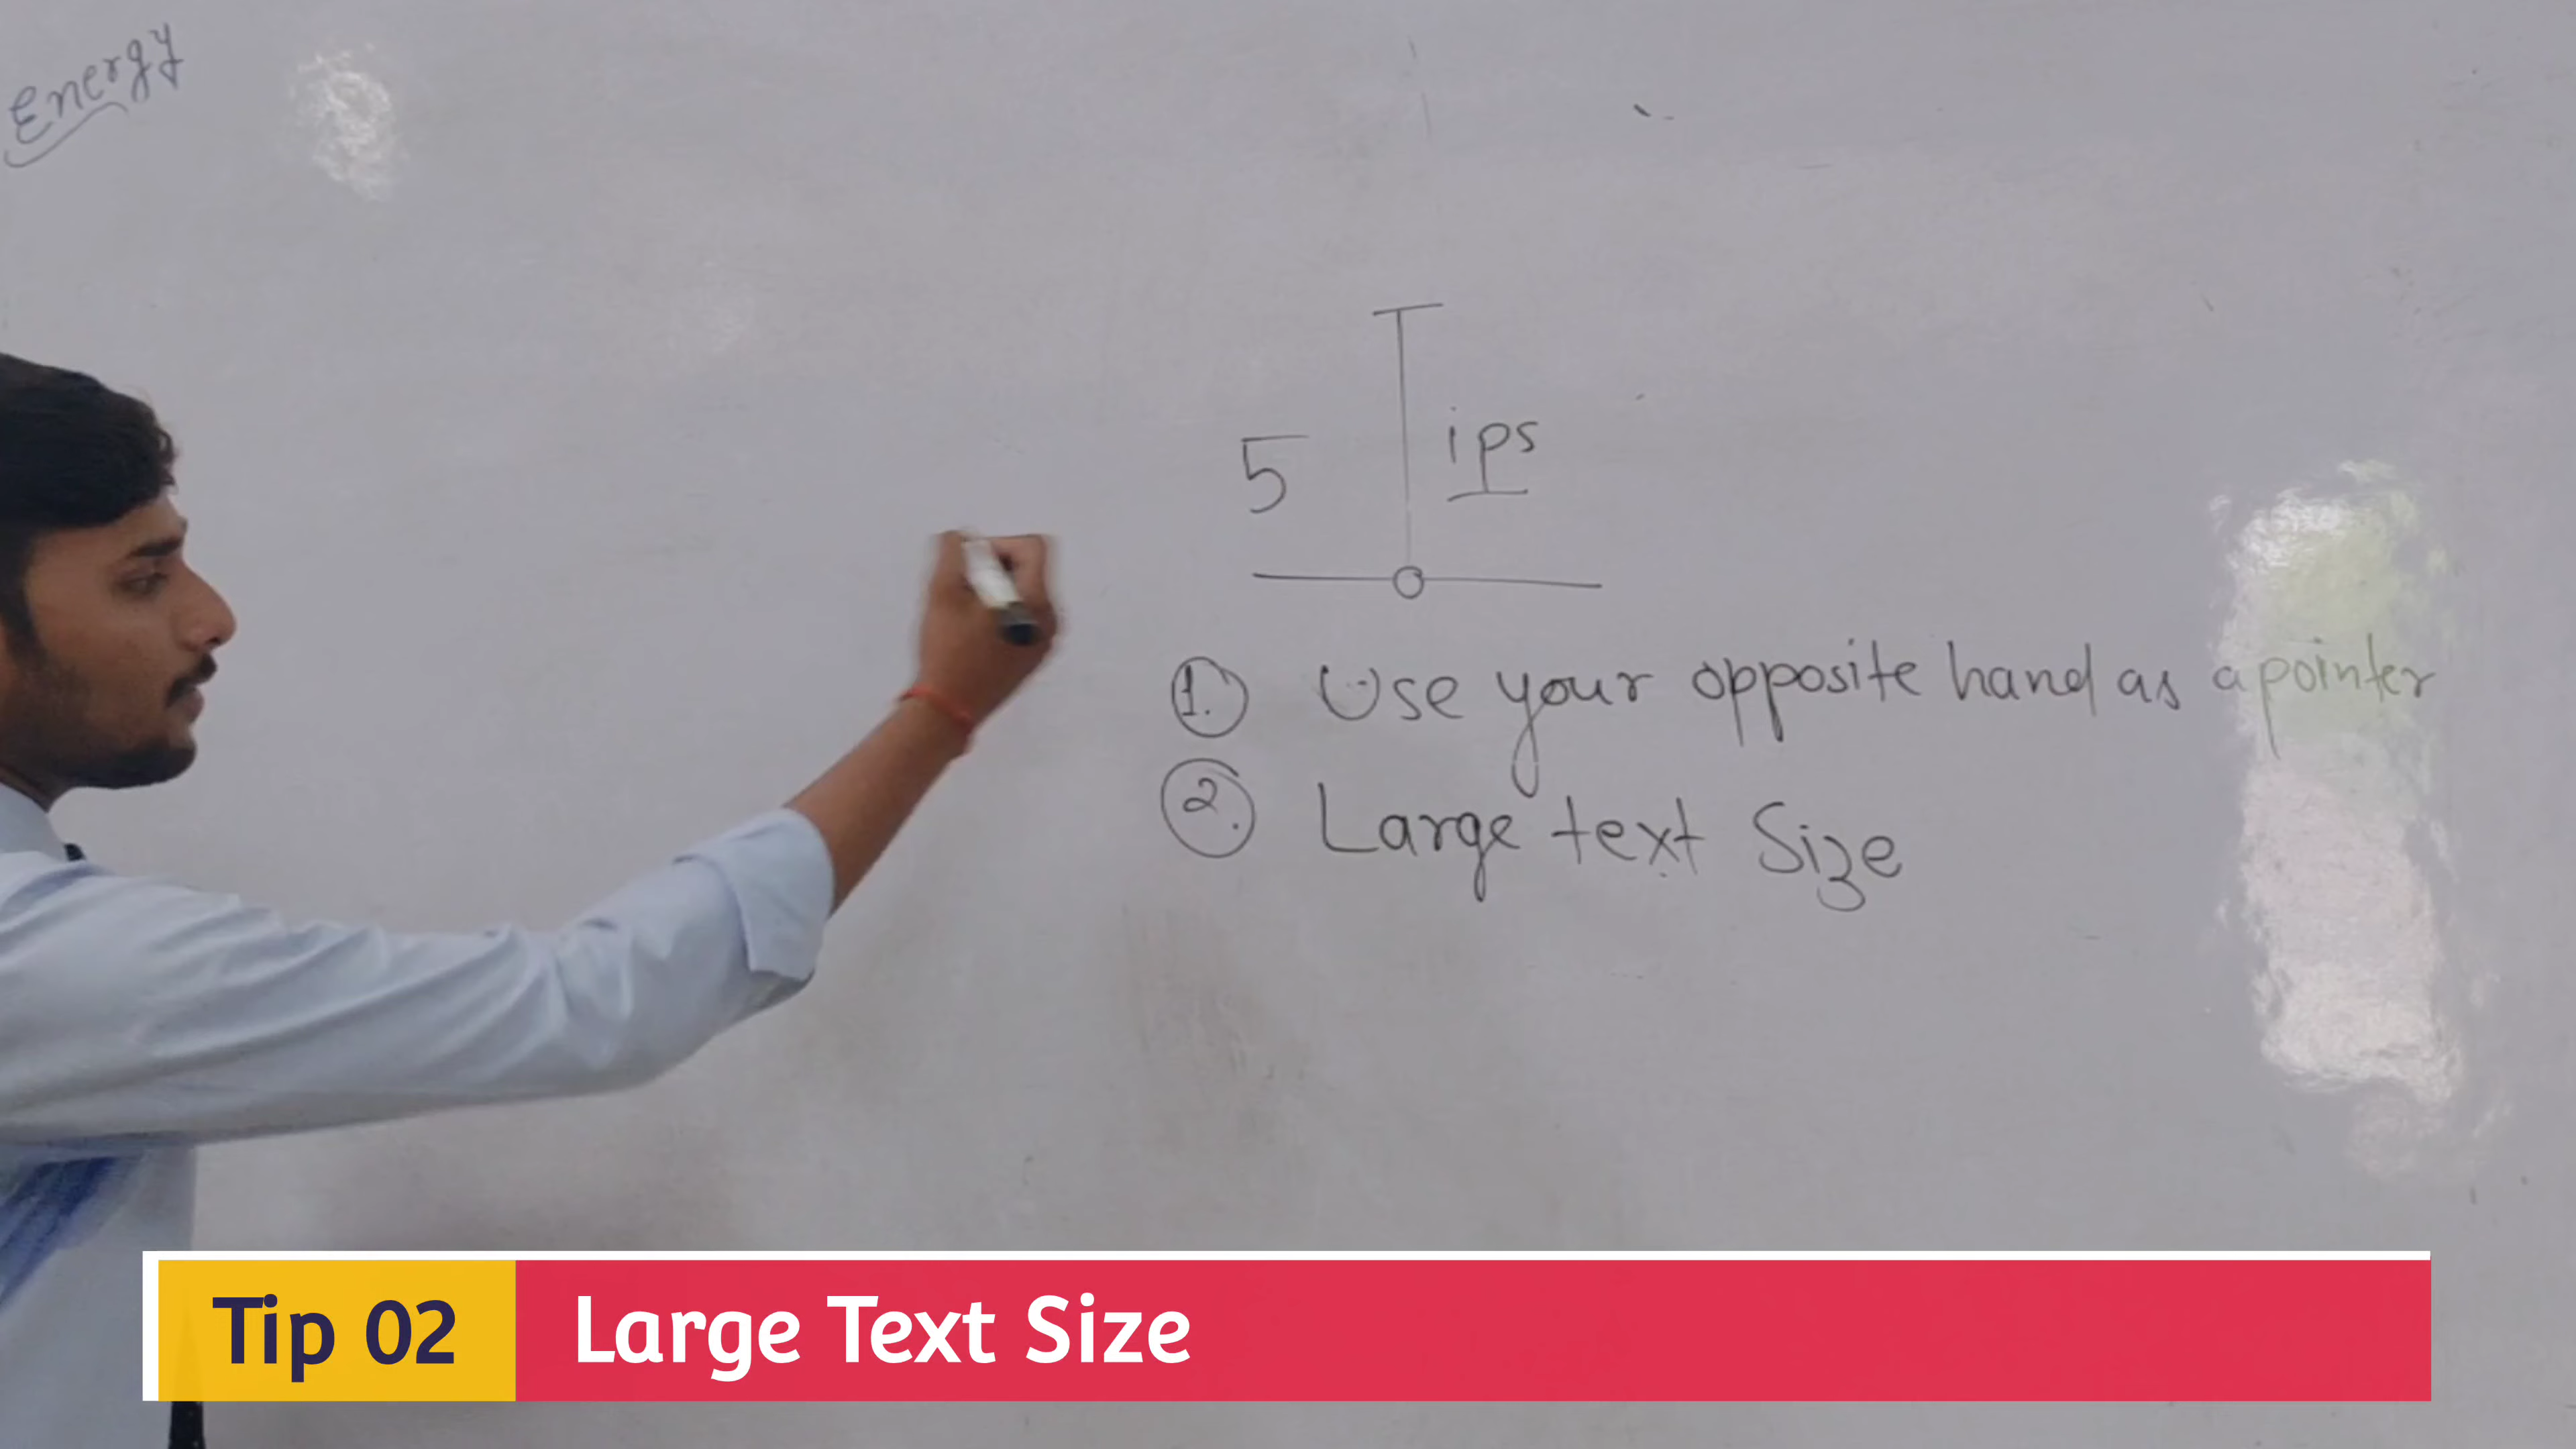 Energy
5 Tips
1. Use your opposite hand as a pointer
2. Large text Size
Tip 02 Large Text Size